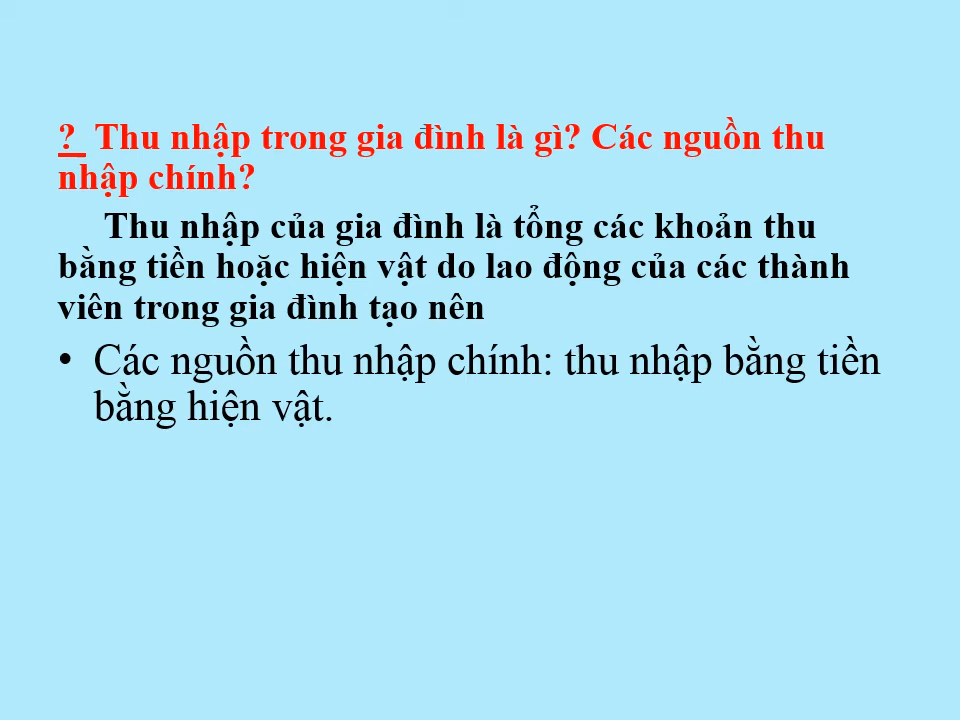 ? Thu nhập trong gia đình là gì? Các nguồn thu
nhập chính?
Thu nhập của gia đình là tổng các khoản thu
bằng tiền hoặc hiện vật do lao động của các thành
viên trong gia đình tạo nên
• Các nguồn thu nhập chính: thu nhập bằng tiền
bằng hiện vật.